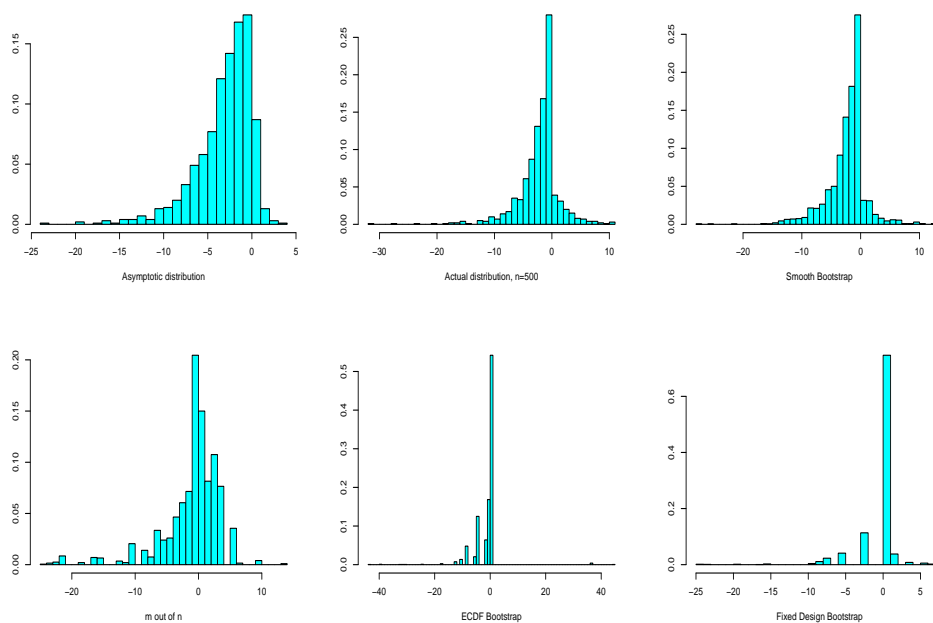 0.00 0.05 0.10 0.15
−25 −20 −15 −10 −5 0 5
Asymptotic distribution
0.00 0.05 0.10 0.15 0.20 0.25
−30 −20 −10 0 10
Actual distribution, n=500
0.00 0.05 0.10 0.15 0.20 0.25
−20 −10 0 10
Smooth Bootstrap
0.00 0.05 0.10 0.15 0.20
−20 −10 0 10
m out of n
0.0 0.1 0.2 0.3 0.4 0.5
−40 −20 0 20 40
ECDF Bootstrap
0.0 0.2 0.4 0.6
−25 −20 −15 −10 −5 0 5
Fixed Design Bootstrap